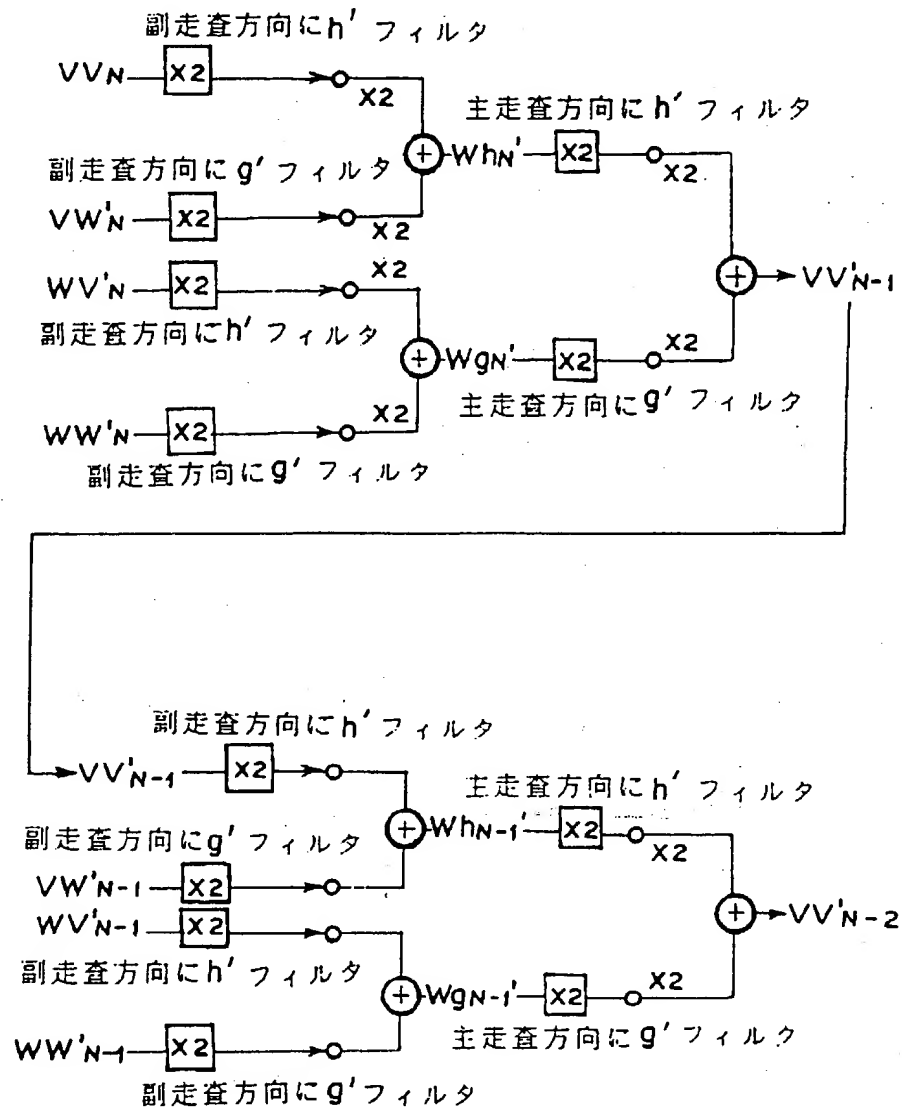 副走査方向にh' フィルタ
VVN X2 X2
主走査方向にh' フィルタ
WhN' X2 X2
副走査方向にg' フィルタ
VW'N X2 X2
WV'N X2 X2
VV'N-1
副走査方向にh' フィルタ
WgN' X2 X2
主走査方向にg' フィルタ
WW'N X2 X2
副走査方向にg' フィルタ
副走査方向にh' フィルタ
VV'N-1 X2
主走査方向にh' フィルタ
WhN-1' X2 X2
副走査方向にg' フィルタ
VW'N-1 X2
WV'N-1 X2
VV'N-2
副走査方向にh' フィルタ
WgN-1' X2 X2
主走査方向にg' フィルタ
WW'N-1 X2
副走査方向にg' フィルタ